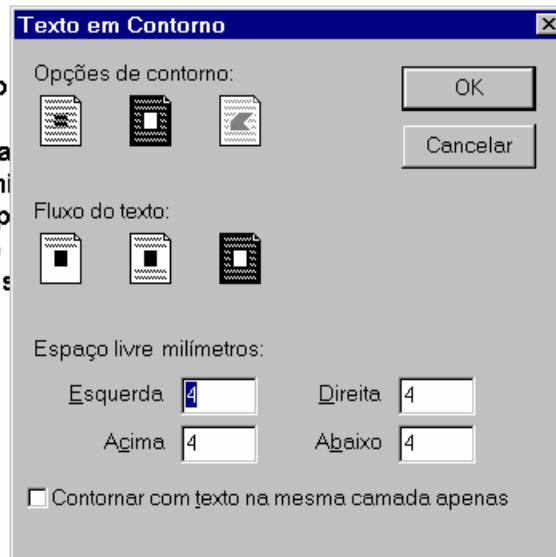 Texto em Contorno
Opções de contorno:
OK
Cancelar
Fluxo do texto:
Espaço livre milímetros:
Esquerda 4 Direita 4
Acima 4 Abaixo 4
Contornar com texto na mesma camada apenas